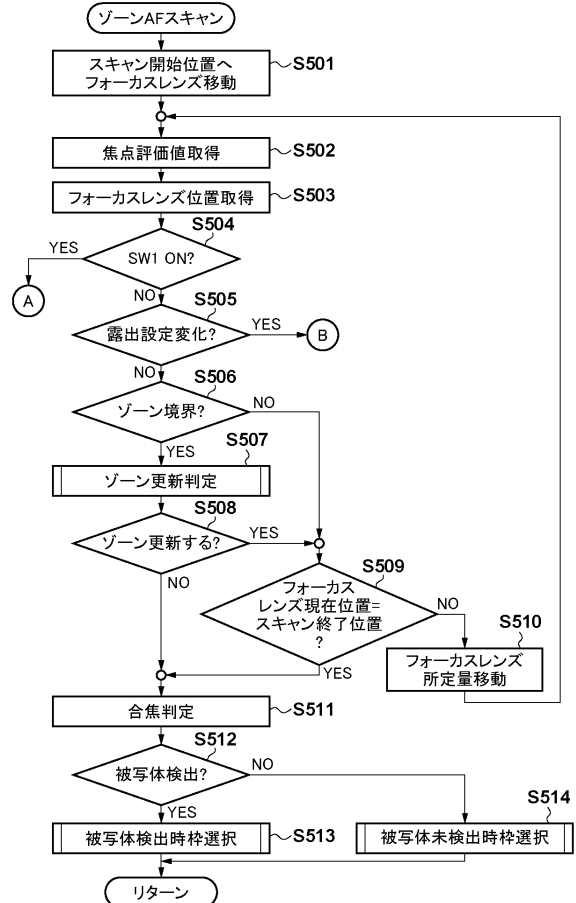 ゾーンAFスキャン
スキャン開始位置へ
フォーカスレンズ移動
S501
焦点評価値取得
S502
フォーカスレンズ位置取得
S503
S504
YES
SW1 ON?
A
NO
S505
露出設定変化?
YES
B
NO
S506
ゾーン境界?
NO
YES
S507
ゾーン更新判定
S508
ゾーン更新する?
YES
NO
S509
フォーカス
レンズ現在位置=
スキャン終了位置
?
NO
YES
S510
フォーカスレンズ
所定量移動
合焦判定
S511
S512
被写体検出?
NO
YES
被写体検出時枠選択
S513
S514
被写体未検出時枠選択
リターン